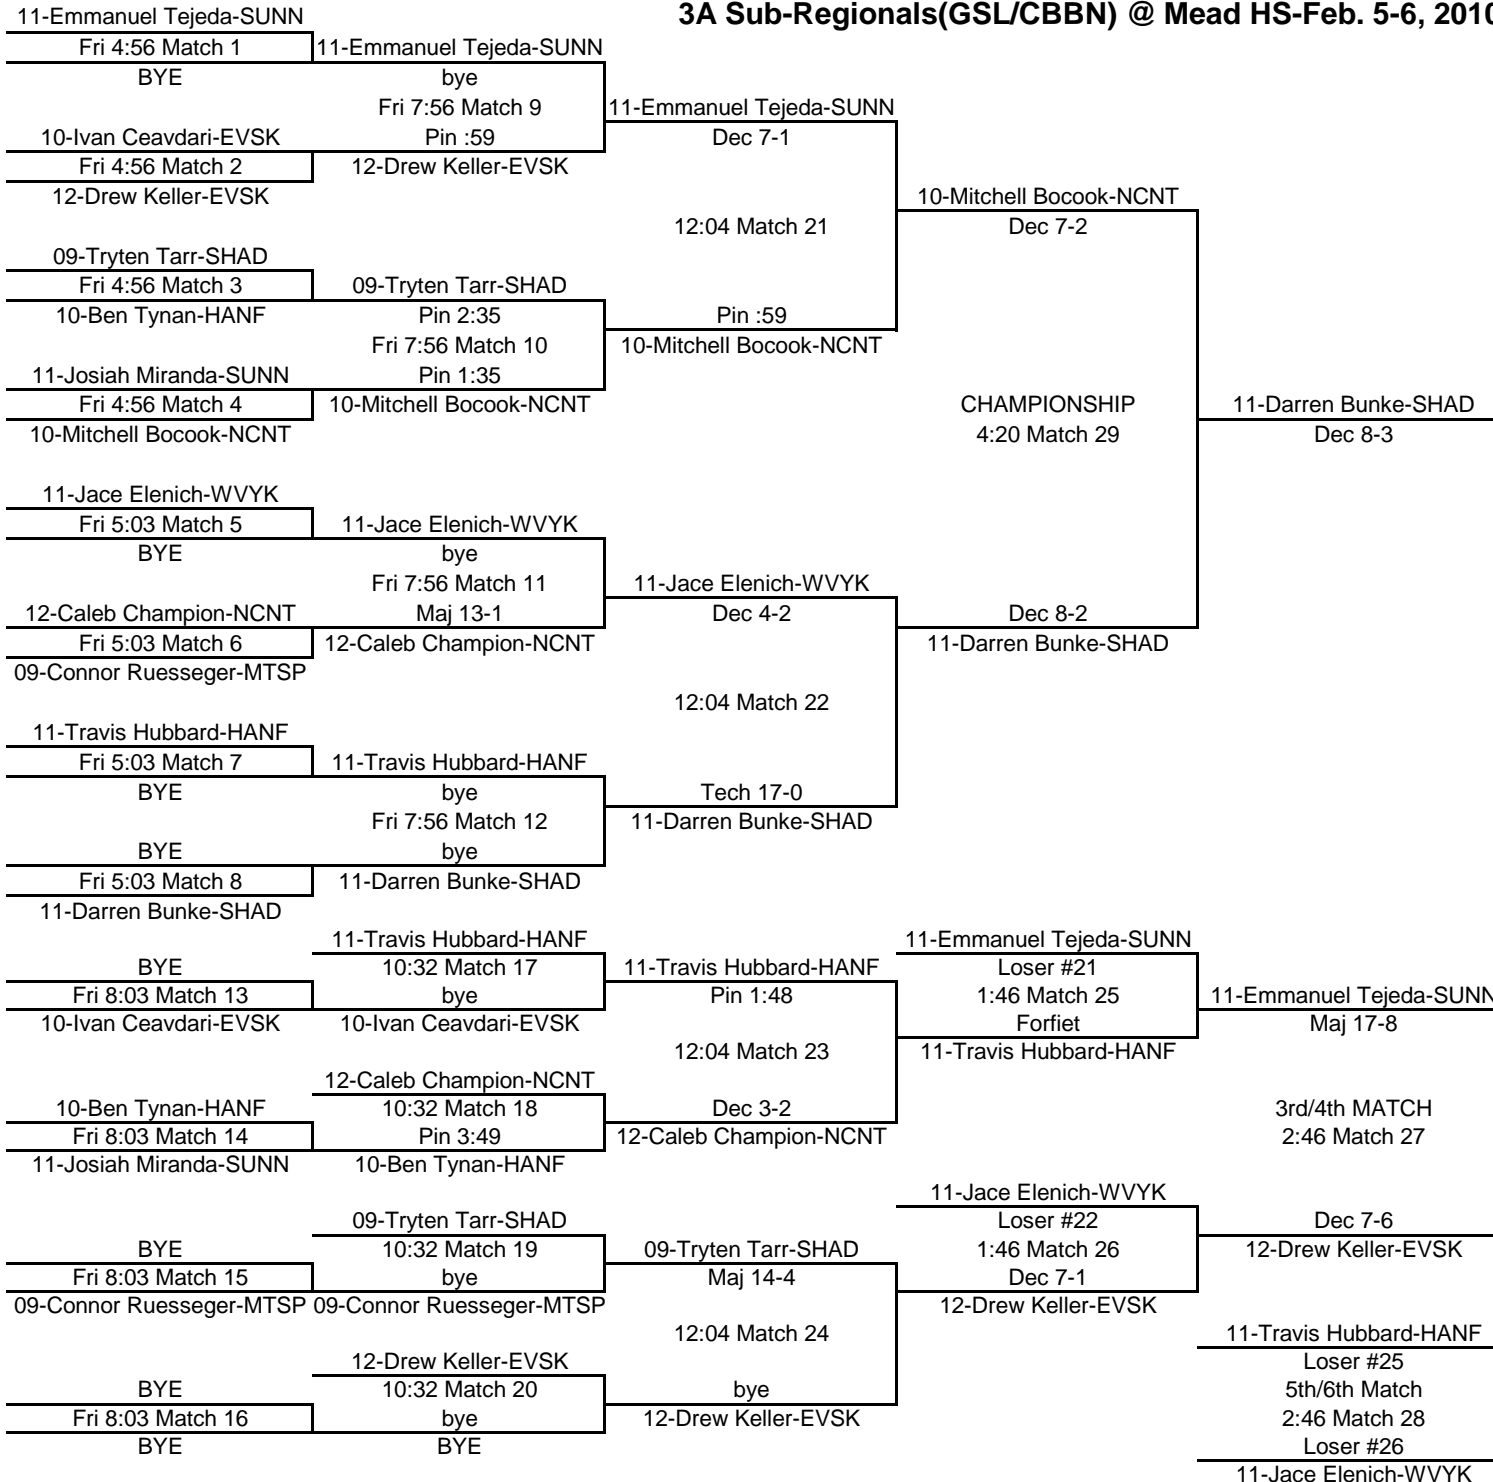 3A Sub-Regionals(GSL/CBBN) @ Mead HS-Feb. 5-6, 2010
11-Emmanuel Tejeda-SUNN
Fri 4:56 Match 1
BYE
10-Ivan Ceavdari-EVSK
Fri 4:56 Match 2
12-Drew Keller-EVSK
09-Tryten Tarr-SHAD
Fri 4:56 Match 3
10-Ben Tynan-HANF
11-Josiah Miranda-SUNN
Fri 4:56 Match 4
10-Mitchell Bocook-NCNT
11-Jace Elenich-WVYK
Fri 5:03 Match 5
BYE
12-Caleb Champion-NCNT
Fri 5:03 Match 6
09-Connor Ruesseger-MTSP
11-Travis Hubbard-HANF
Fri 5:03 Match 7
BYE
BYE
Fri 5:03 Match 8
11-Darren Bunke-SHAD
11-Emmanuel Tejeda-SUNN
bye
Fri 7:56 Match 9
Pin :59
12-Drew Keller-EVSK
09-Tryten Tarr-SHAD
Pin 2:35
Fri 7:56 Match 10
Pin 1:35
10-Mitchell Bocook-NCNT
11-Jace Elenich-WVYK
bye
Fri 7:56 Match 11
Maj 13-1
12-Caleb Champion-NCNT
11-Travis Hubbard-HANF
bye
Fri 7:56 Match 12
bye
11-Darren Bunke-SHAD
11-Emmanuel Tejeda-SUNN
Dec 7-1
12:04 Match 21
Pin :59
10-Mitchell Bocook-NCNT
11-Jace Elenich-WVYK
Dec 4-2
12:04 Match 22
Tech 17-0
11-Darren Bunke-SHAD
10-Mitchell Bocook-NCNT
Dec 7-2
CHAMPIONSHIP
4:20 Match 29
Dec 8-2
11-Darren Bunke-SHAD
11-Darren Bunke-SHAD
Dec 8-3
BYE
Fri 8:03 Match 13
10-Ivan Ceavdari-EVSK
10-Ben Tynan-HANF
Fri 8:03 Match 14
11-Josiah Miranda-SUNN
BYE
Fri 8:03 Match 15
09-Connor Ruesseger-MTSP
BYE
Fri 8:03 Match 16
BYE
11-Travis Hubbard-HANF
10:32 Match 17
bye
10-Ivan Ceavdari-EVSK
12-Caleb Champion-NCNT
10:32 Match 18
Pin 3:49
10-Ben Tynan-HANF
09-Tryten Tarr-SHAD
10:32 Match 19
bye
09-Connor Ruesseger-MTSP
12-Drew Keller-EVSK
10:32 Match 20
bye
BYE
11-Travis Hubbard-HANF
Pin 1:48
12:04 Match 23
Dec 3-2
12-Caleb Champion-NCNT
09-Tryten Tarr-SHAD
Maj 14-4
12:04 Match 24
bye
12-Drew Keller-EVSK
11-Emmanuel Tejeda-SUNN
Loser #21
1:46 Match 25
Forfiet
11-Travis Hubbard-HANF
11-Jace Elenich-WVYK
Loser #22
1:46 Match 26
Dec 7-1
12-Drew Keller-EVSK
11-Emmanuel Tejeda-SUNN
Maj 17-8
3rd/4th MATCH
2:46 Match 27
Dec 7-6
12-Drew Keller-EVSK
11-Travis Hubbard-HANF
Loser #25
5th/6th Match
2:46 Match 28
Loser #26
11-Jace Elenich-WVYK